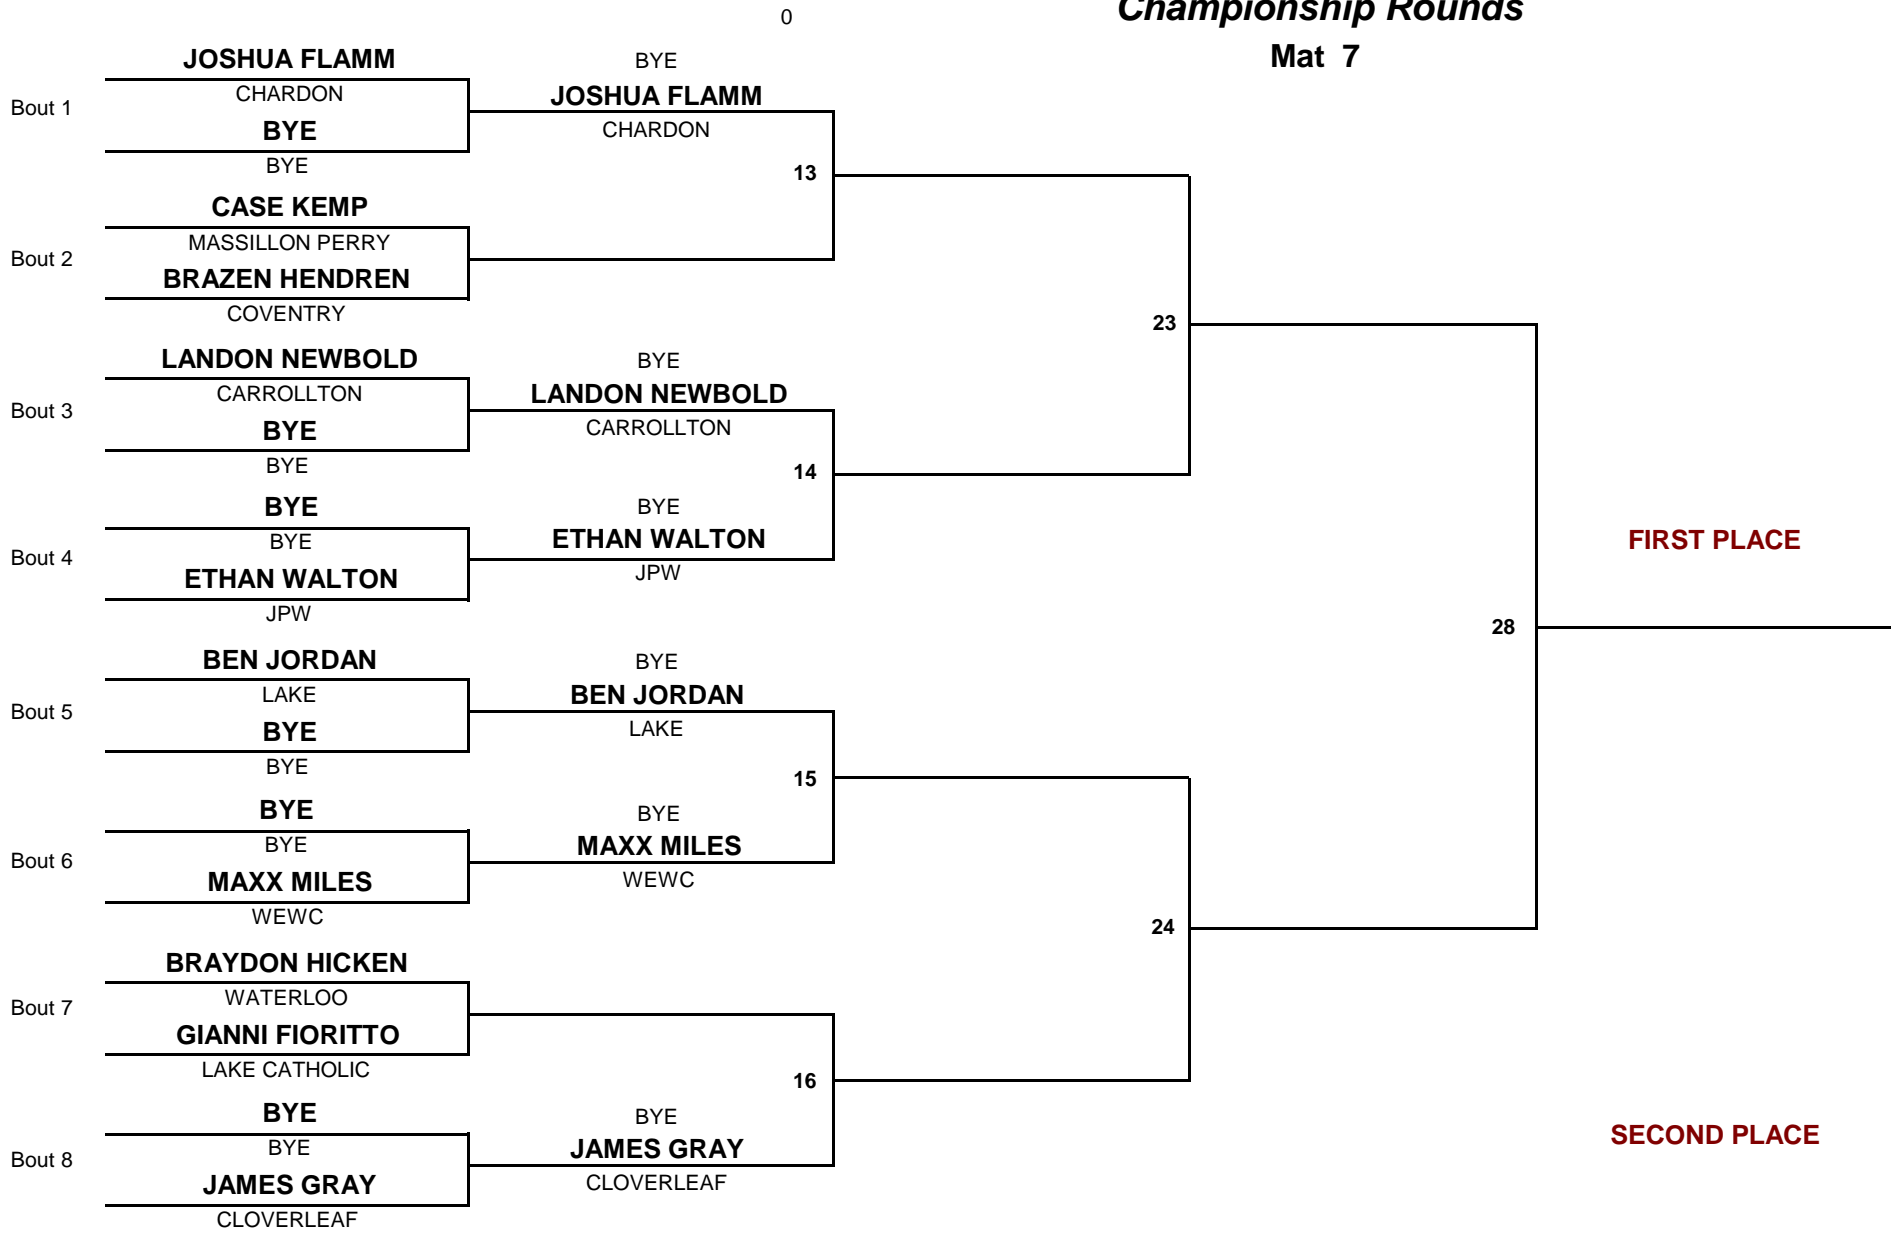 0
Championship Rounds
Mat 7
JOSHUA FLAMM
Bout 1
CHARDON
BYE
BYE
BYE
JOSHUA FLAMM
CHARDON
13
CASE KEMP
Bout 2
MASSILLON PERRY
BRAZEN HENDREN
COVENTRY
23
LANDON NEWBOLD
Bout 3
CARROLLTON
BYE
BYE
BYE
LANDON NEWBOLD
CARROLLTON
14
BYE
Bout 4
BYE
ETHAN WALTON
JPW
BYE
ETHAN WALTON
JPW
FIRST PLACE
28
BEN JORDAN
Bout 5
LAKE
BYE
BYE
BYE
BEN JORDAN
LAKE
15
BYE
Bout 6
BYE
MAXX MILES
WEWC
BYE
MAXX MILES
WEWC
24
BRAYDON HICKEN
Bout 7
WATERLOO
GIANNI FIORITTO
LAKE CATHOLIC
16
BYE
Bout 8
BYE
JAMES GRAY
CLOVERLEAF
BYE
JAMES GRAY
CLOVERLEAF
SECOND PLACE